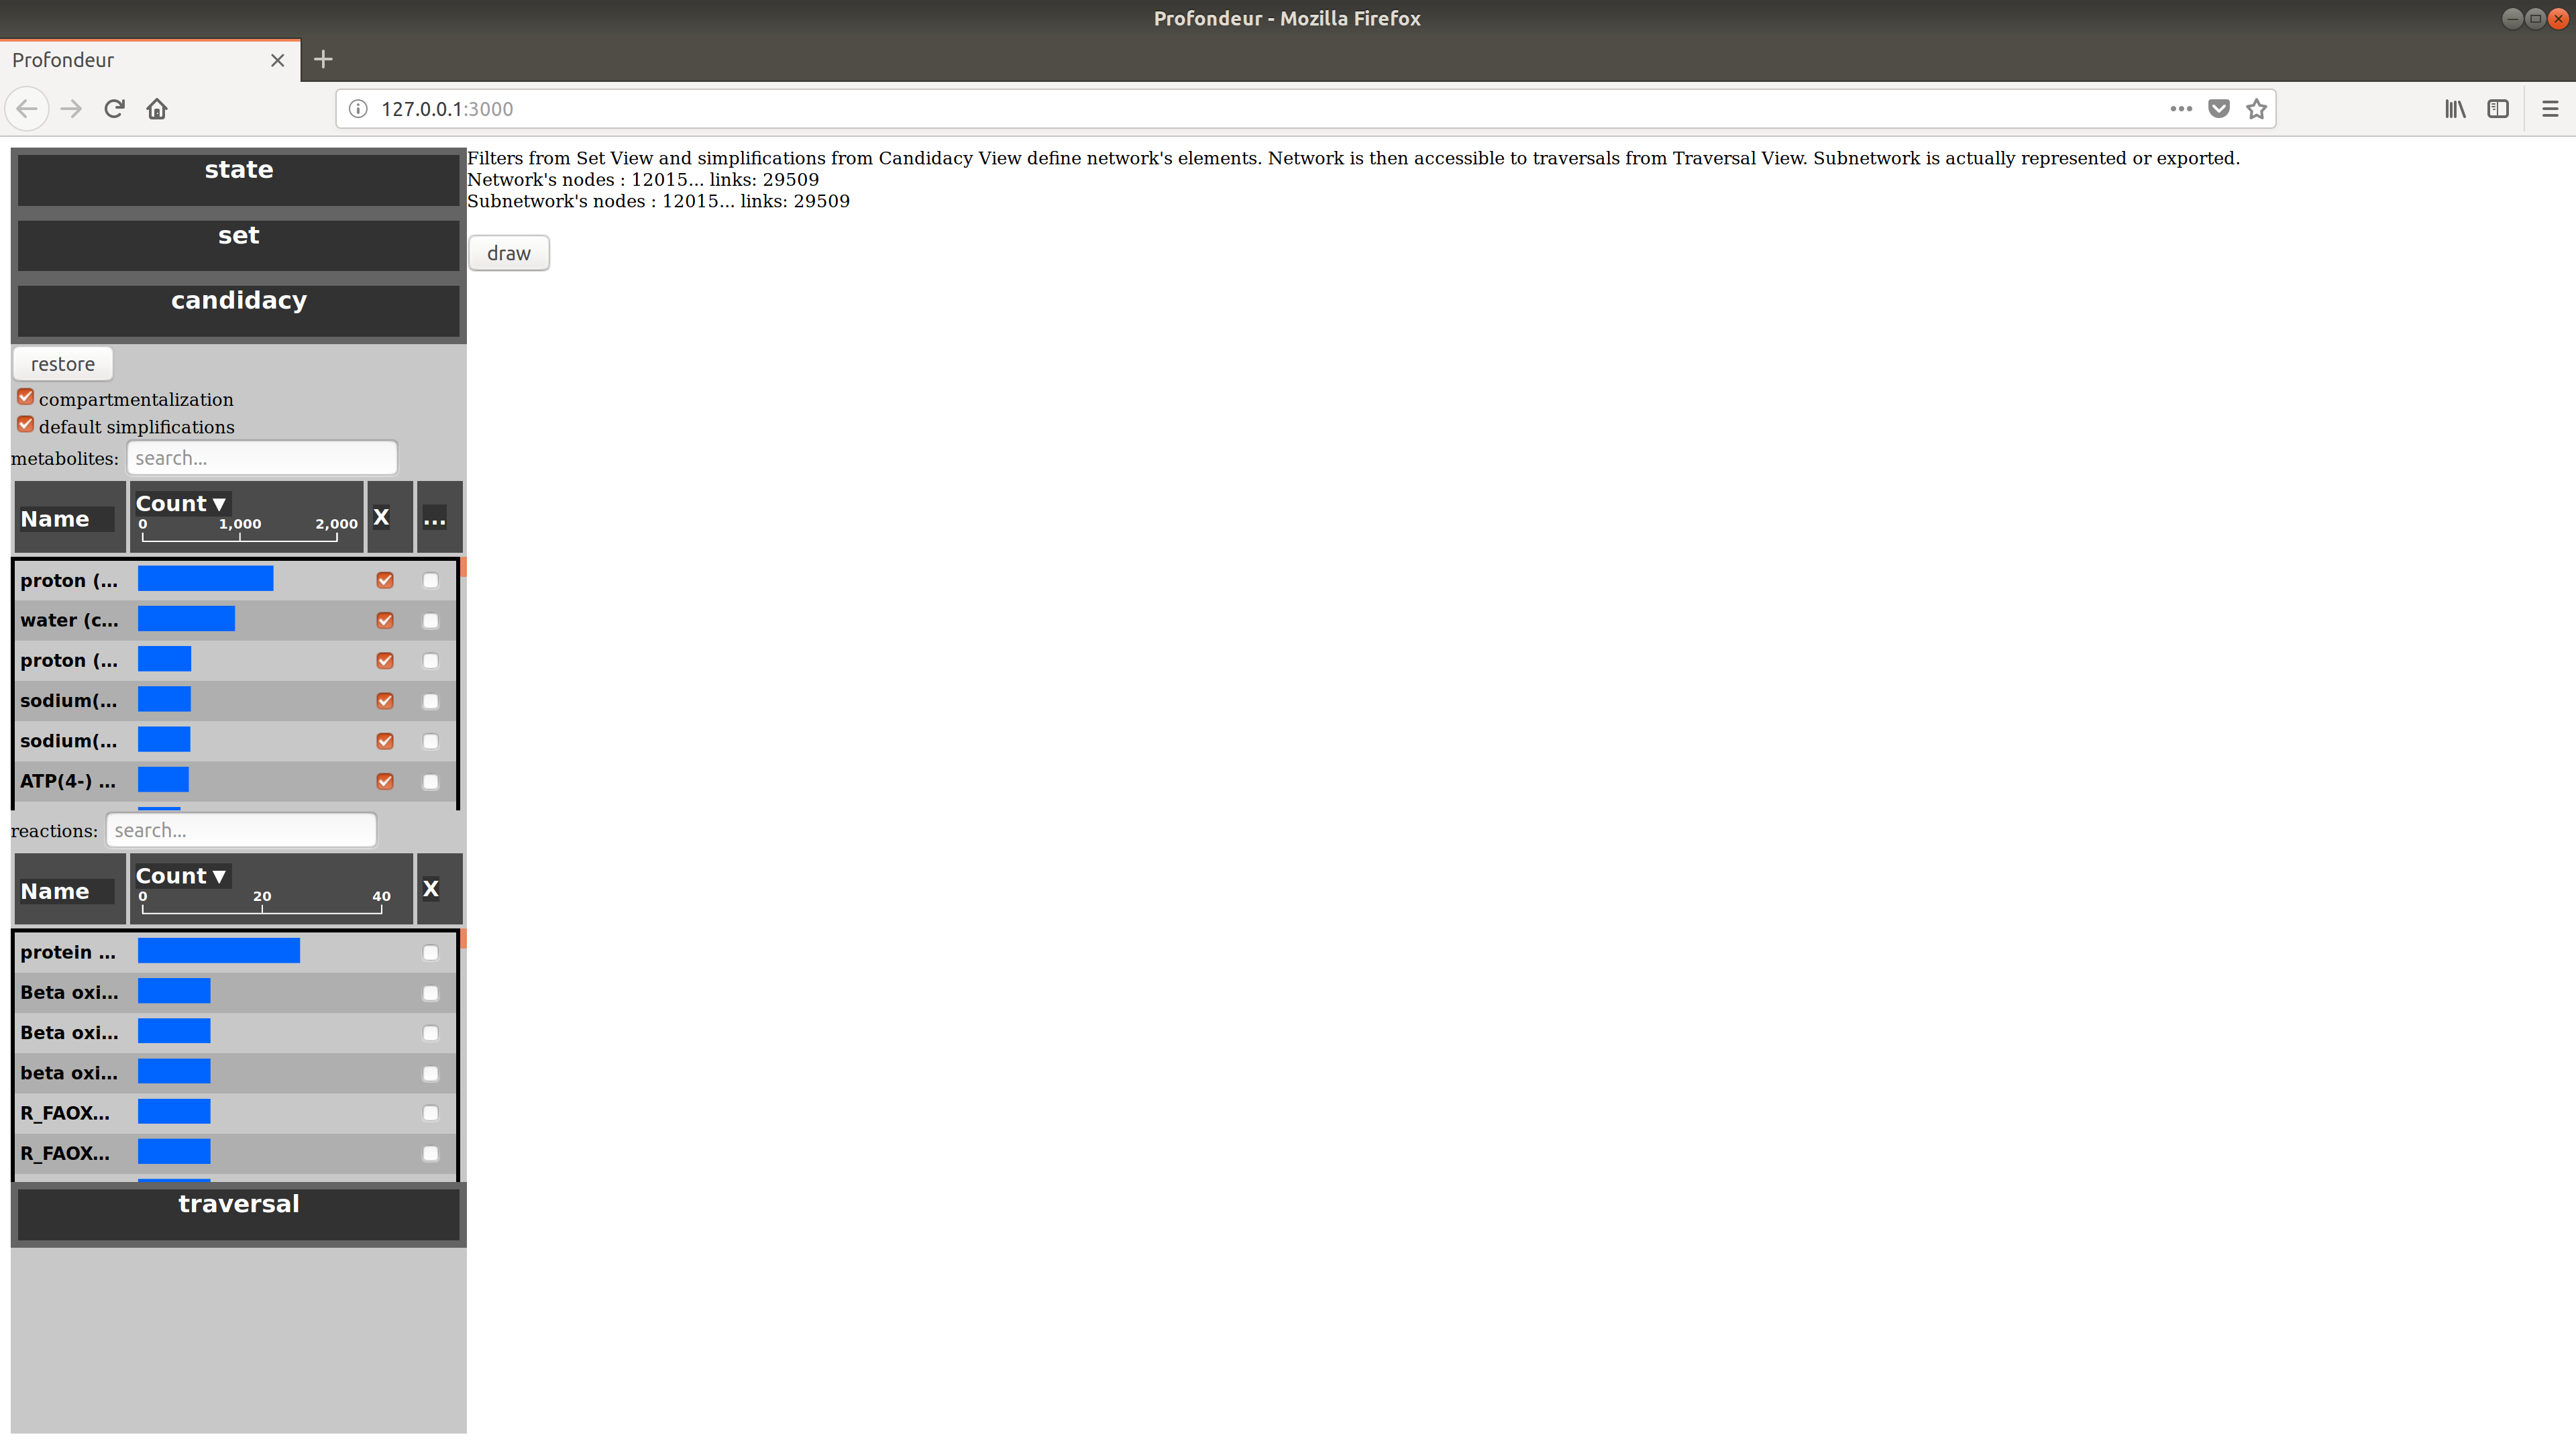 Profondeur - Mozilla Firefox
Profondeur
127.0.0.1:3000
state
set
candidacy
restore
compartmentalization
default simplifications
metabolites: search...
Name Count ▼ X ...
0 1,000 2,000
proton (...
water (c...
proton (...
sodium(...
sodium(...
ATP(4-) ...
reactions: search...
Name Count ▼ X
0 20 40
protein ...
Beta oxi...
Beta oxi...
beta oxi...
R_FAOX...
R_FAOX...
traversal
Filters from Set View and simplifications from Candidacy View define network's elements. Network is then accessible to traversals from Traversal View. Subnetwork is actually represented or exported.
Network's nodes : 12015... links: 29509
Subnetwork's nodes : 12015... links: 29509
draw